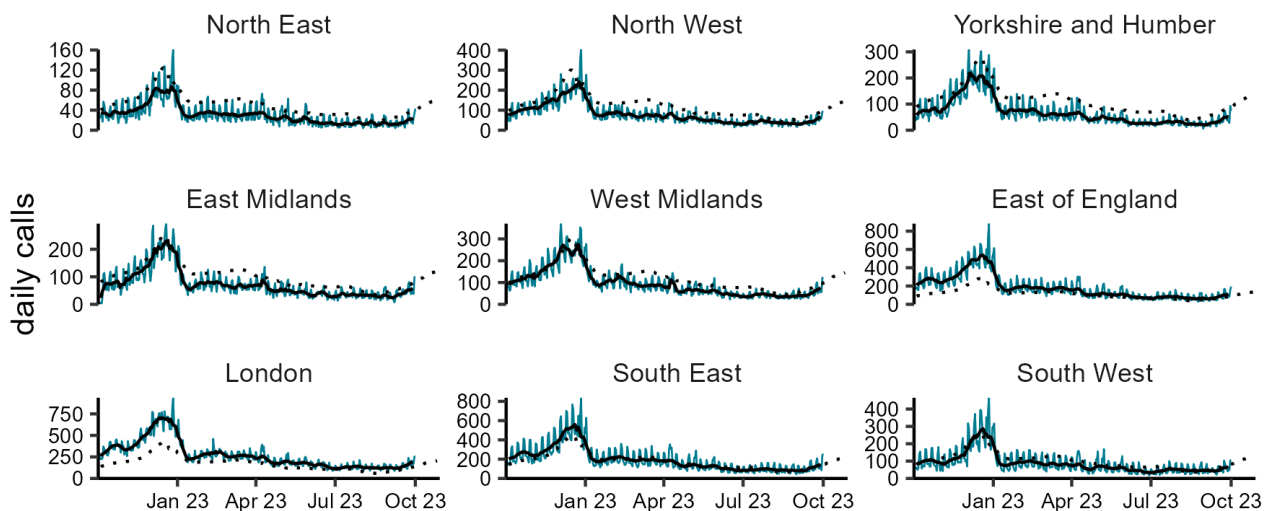 North East North West Yorkshire and Humber
160 400 300
120 300 200
80 200 100
40 100
0 0 0
East Midlands West Midlands East of England
200 300 800
100 200 600
0 100 400
0 200
0
daily calls
London South East South West
750 800 400
500 600 300
250 400 200
0 200 100
0 0
Jan 23 Apr 23 Jul 23 Oct 23 Jan 23 Apr 23 Jul 23 Oct 23 Jan 23 Apr 23 Jul 23 Oct 23